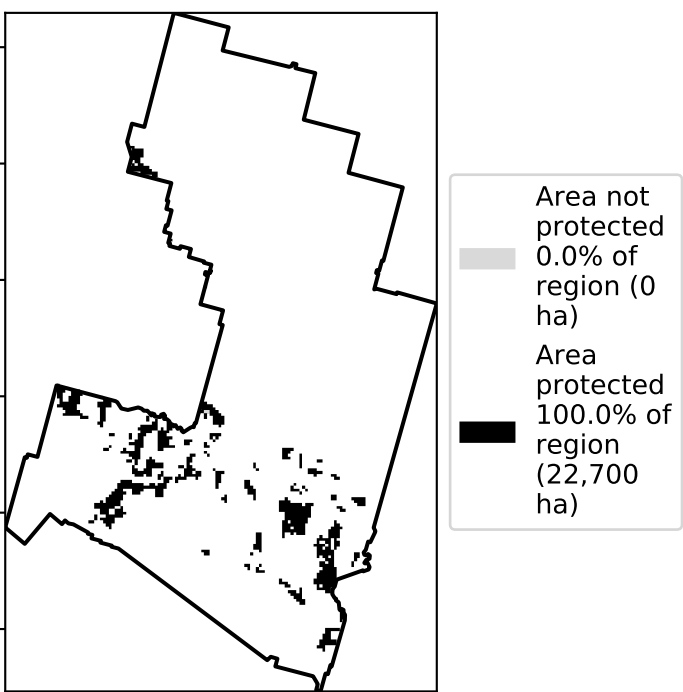 Area not
protected
0.0% of
region (0
ha)
Area
protected
100.0% of
region
(22,700
ha)